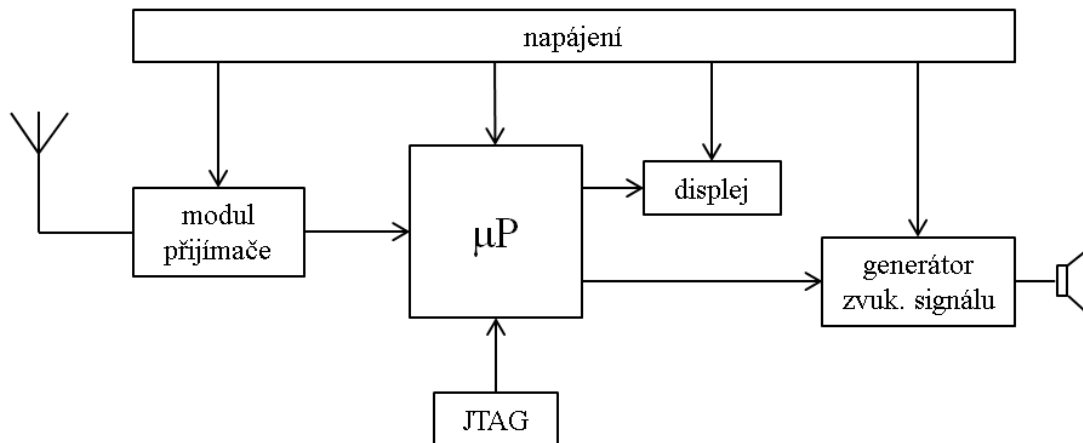 napájení
modul
přijímače
μP
displej
generátor
zvuk. signálu
JTAG